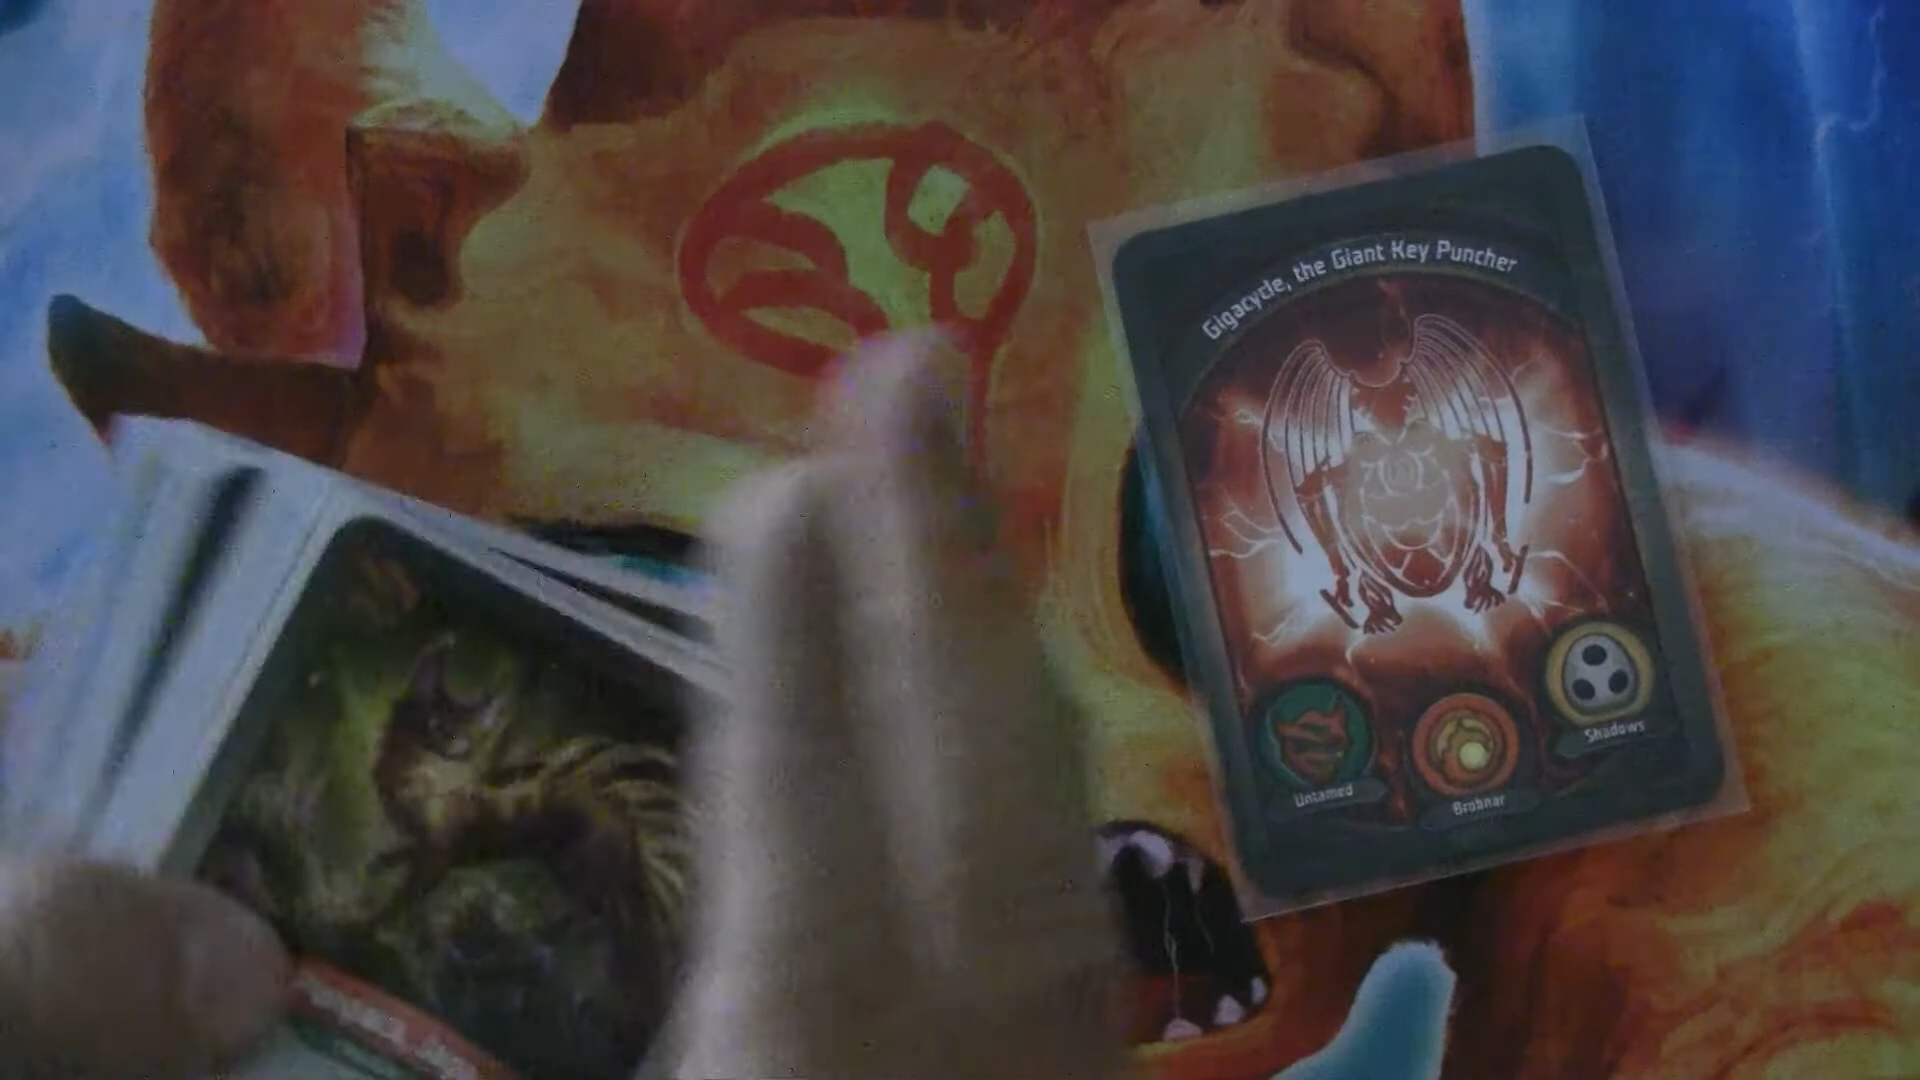 Gigacycle, the Giant Key Puncher
Untamed
Brobnar
Shadows